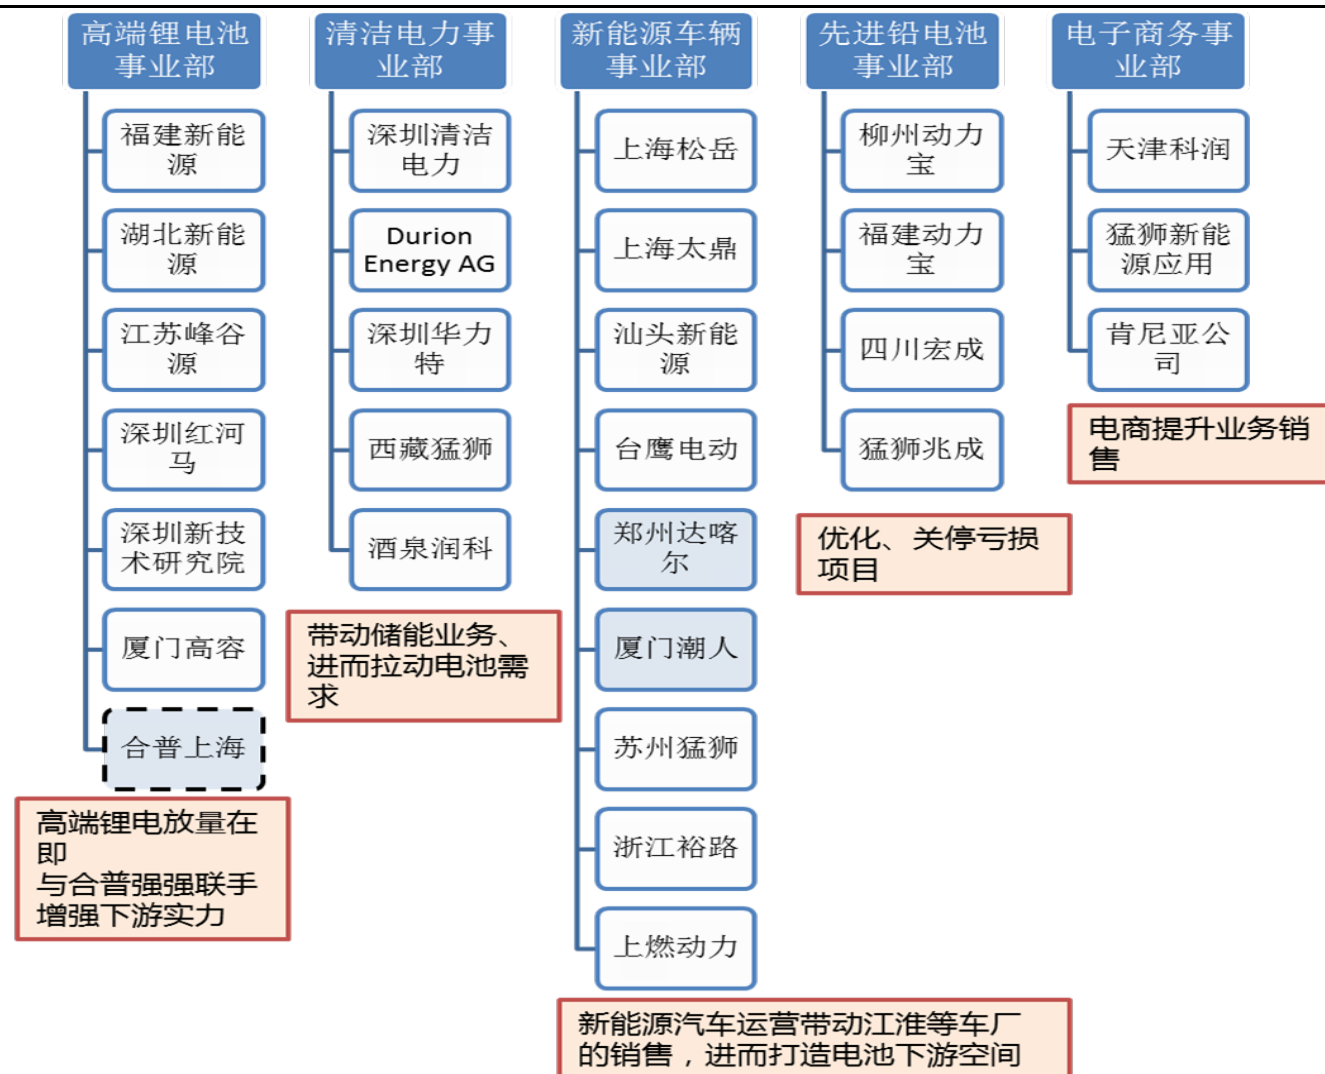 高端锂电池
事业部
福建新能
源
湖北新能
源
江苏峰谷
源
深圳红河
马
深圳新技
术研究院
厦门高容
合普上海
高端锂电放量在
即
与合普强强联手
增强下游实力
清洁电力事
业部
深圳清洁
电力
Durion
Energy AG
深圳华力
特
西藏猛狮
酒泉润科
带动储能业务、
进而拉动电池需
求
新能源车辆
事业部
上海松岳
上海太鼎
汕头新能
源
台鹰电动
郑州达喀
尔
厦门潮人
苏州猛狮
浙江裕路
上燃动力
新能源汽车运营带动江淮等车厂
的销售，进而打造电池下游空间
先进铅电池
事业部
柳州动力
宝
福建动力
宝
四川宏成
猛狮兆成
优化、关停亏损
项目
电子商务事
业部
天津科润
猛狮新能
源应用
肯尼亚公
司
电商提升业务销
售